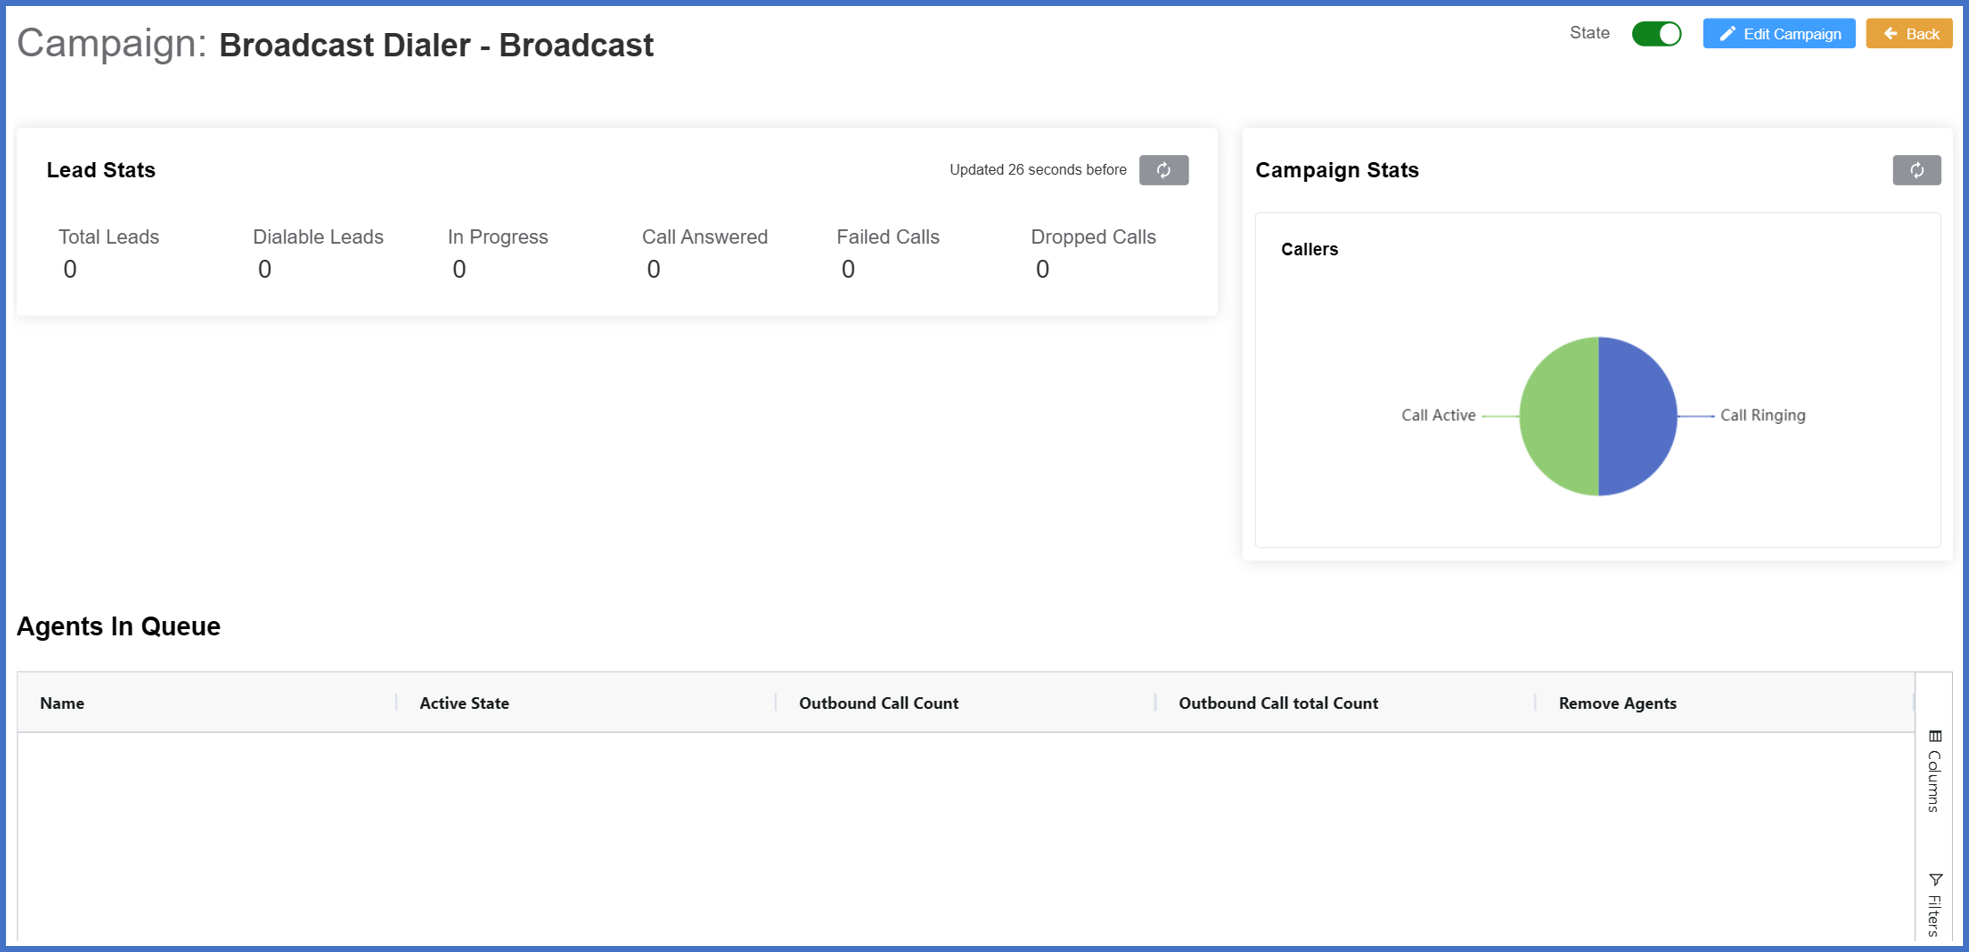 Campaign: Broadcast Dialer - Broadcast
State
Edit Campaign
Back
Lead Stats
Updated 26 seconds before
Total Leads
0
Dialable Leads
0
In Progress
0
Call Answered
0
Failed Calls
0
Dropped Calls
0
Campaign Stats
Callers
Call Active
Call Ringing
Agents In Queue
Name
Active State
Outbound Call Count
Outbound Call total Count
Remove Agents
Columns
Filters